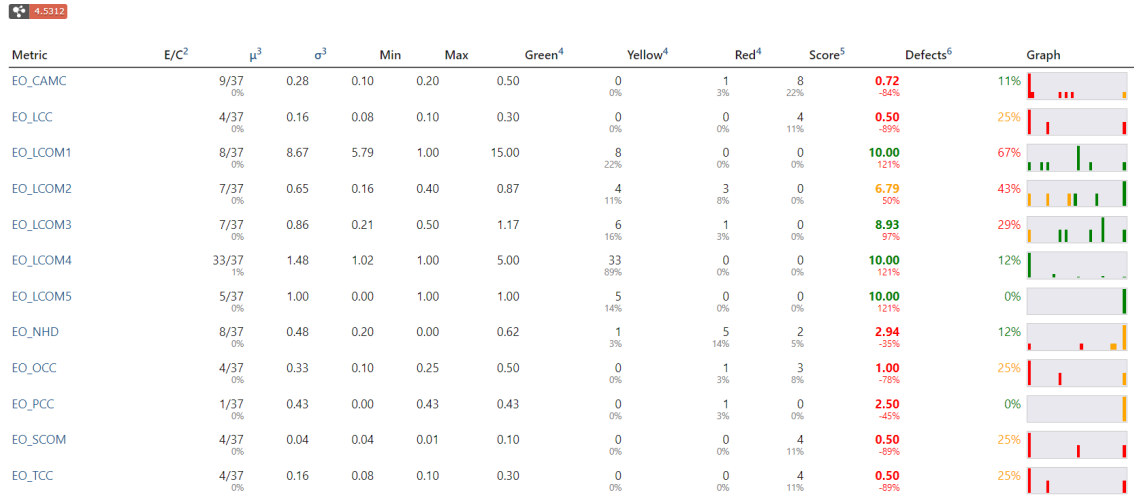 4.5312
Metric E/C2 μ3 σ3 Min Max Green4 Yellow4 Red4 Score5 Defects6 Graph
EO_CAMC 9/37 0.28 0.10 0.20 0.50 0 1 8 0.72 11%
0% 0% 3% 22% -84%
EO_LCC 4/37 0.16 0.08 0.10 0.30 0 0 4 0.50 25%
0% 0% 0% 11% -89%
EO_LCOM1 8/37 8.67 5.79 1.00 15.00 8 0 0 10.00 67%
0% 22% 0% 0% 121%
EO_LCOM2 7/37 0.65 0.16 0.40 0.87 4 3 0 6.79 43%
0% 11% 8% 0% 50%
EO_LCOM3 7/37 0.86 0.21 0.50 1.17 6 1 0 8.93 29%
0% 16% 3% 0% 97%
EO_LCOM4 33/37 1.48 1.02 1.00 5.00 33 0 0 10.00 12%
1% 89% 0% 0% 121%
EO_LCOM5 5/37 1.00 0.00 1.00 1.00 5 0 0 10.00 0%
0% 14% 0% 0% 121%
EO_NHD 8/37 0.48 0.20 0.00 0.62 1 5 2 2.94 12%
0% 3% 14% 5% -35%
EO_OCC 4/37 0.33 0.10 0.25 0.50 0 1 3 1.00 25%
0% 0% 3% 8% -78%
EO_PCC 1/37 0.43 0.00 0.43 0.43 0 1 0 2.50 0%
0% 0% 3% 0% -45%
EO_SCOM 4/37 0.04 0.04 0.01 0.10 0 0 4 0.50 25%
0% 0% 0% 11% -89%
EO_TCC 4/37 0.16 0.08 0.10 0.30 0 0 4 0.50 25%
0% 0% 0% 11% -89%